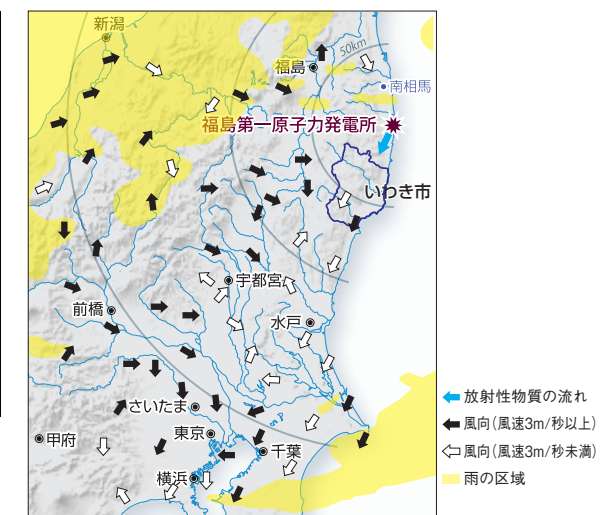 新潟
50km
福島
南相馬
福島第一原子力発電所
いわき市
宇都宮
前橋
水戸
さいたま
東京
甲府
千葉
横浜
放射性物質の流れ
風向(風速3m/秒以上)
風向(風速3m/秒未満)
雨の区域